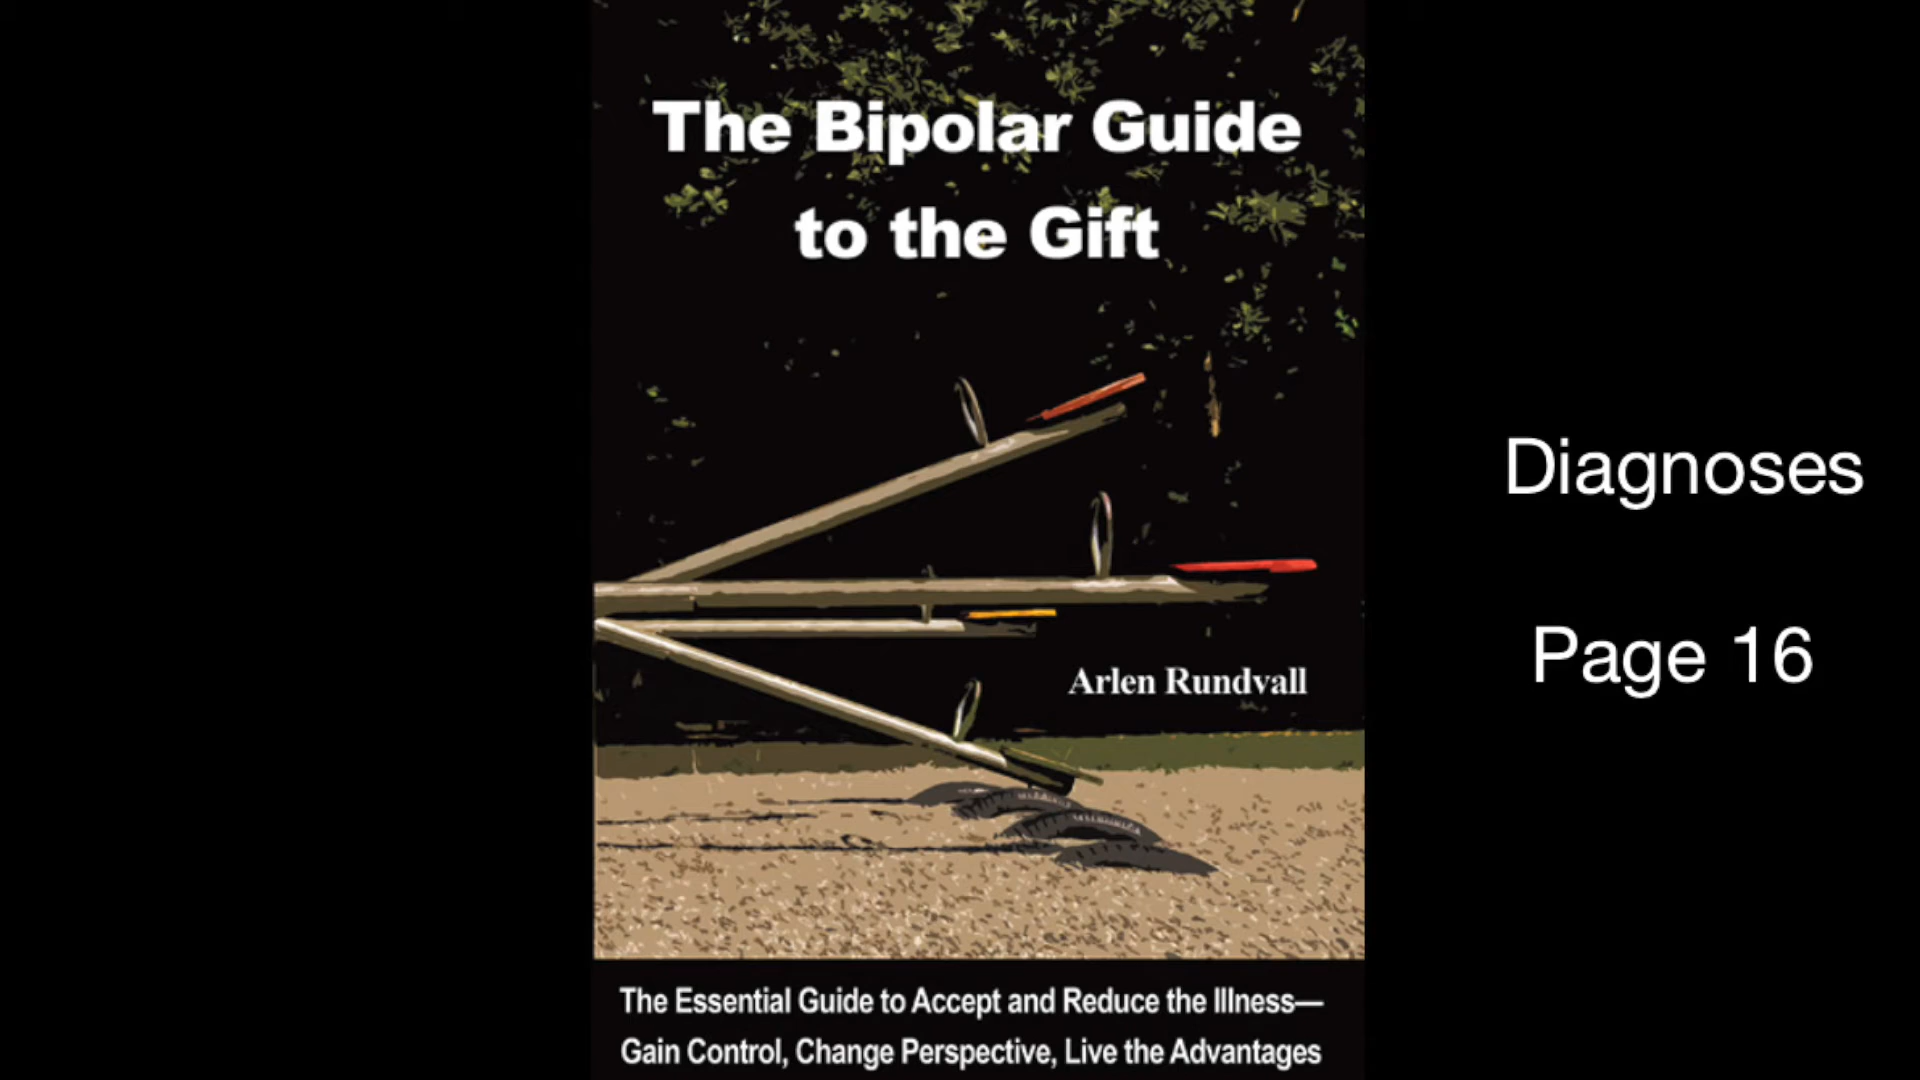 The Bipolar Guide
to the Gift
Arlen Rundvall
The Essential Guide to Accept and Reduce the Illness—
Gain Control, Change Perspective, Live the Advantages
Diagnoses
Page 16